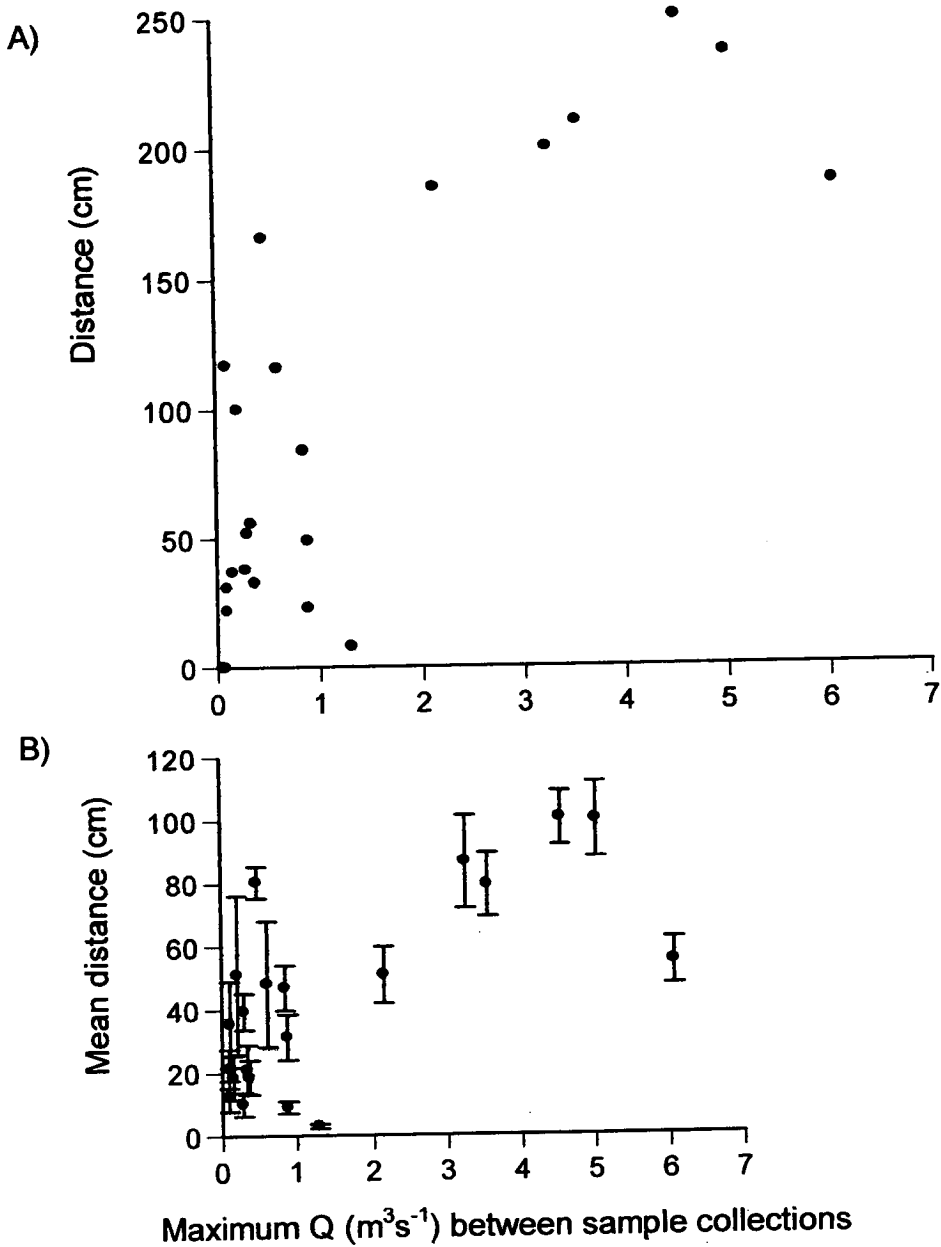 A)
Distance (cm)
250
200
150
100
50
0
0 1 2 3 4 5 6 7
B)
Mean distance (cm)
120
100
80
60
40
20
0
0 1 2 3 4 5 6 7
Maximum Q (m³s⁻¹) between sample collections